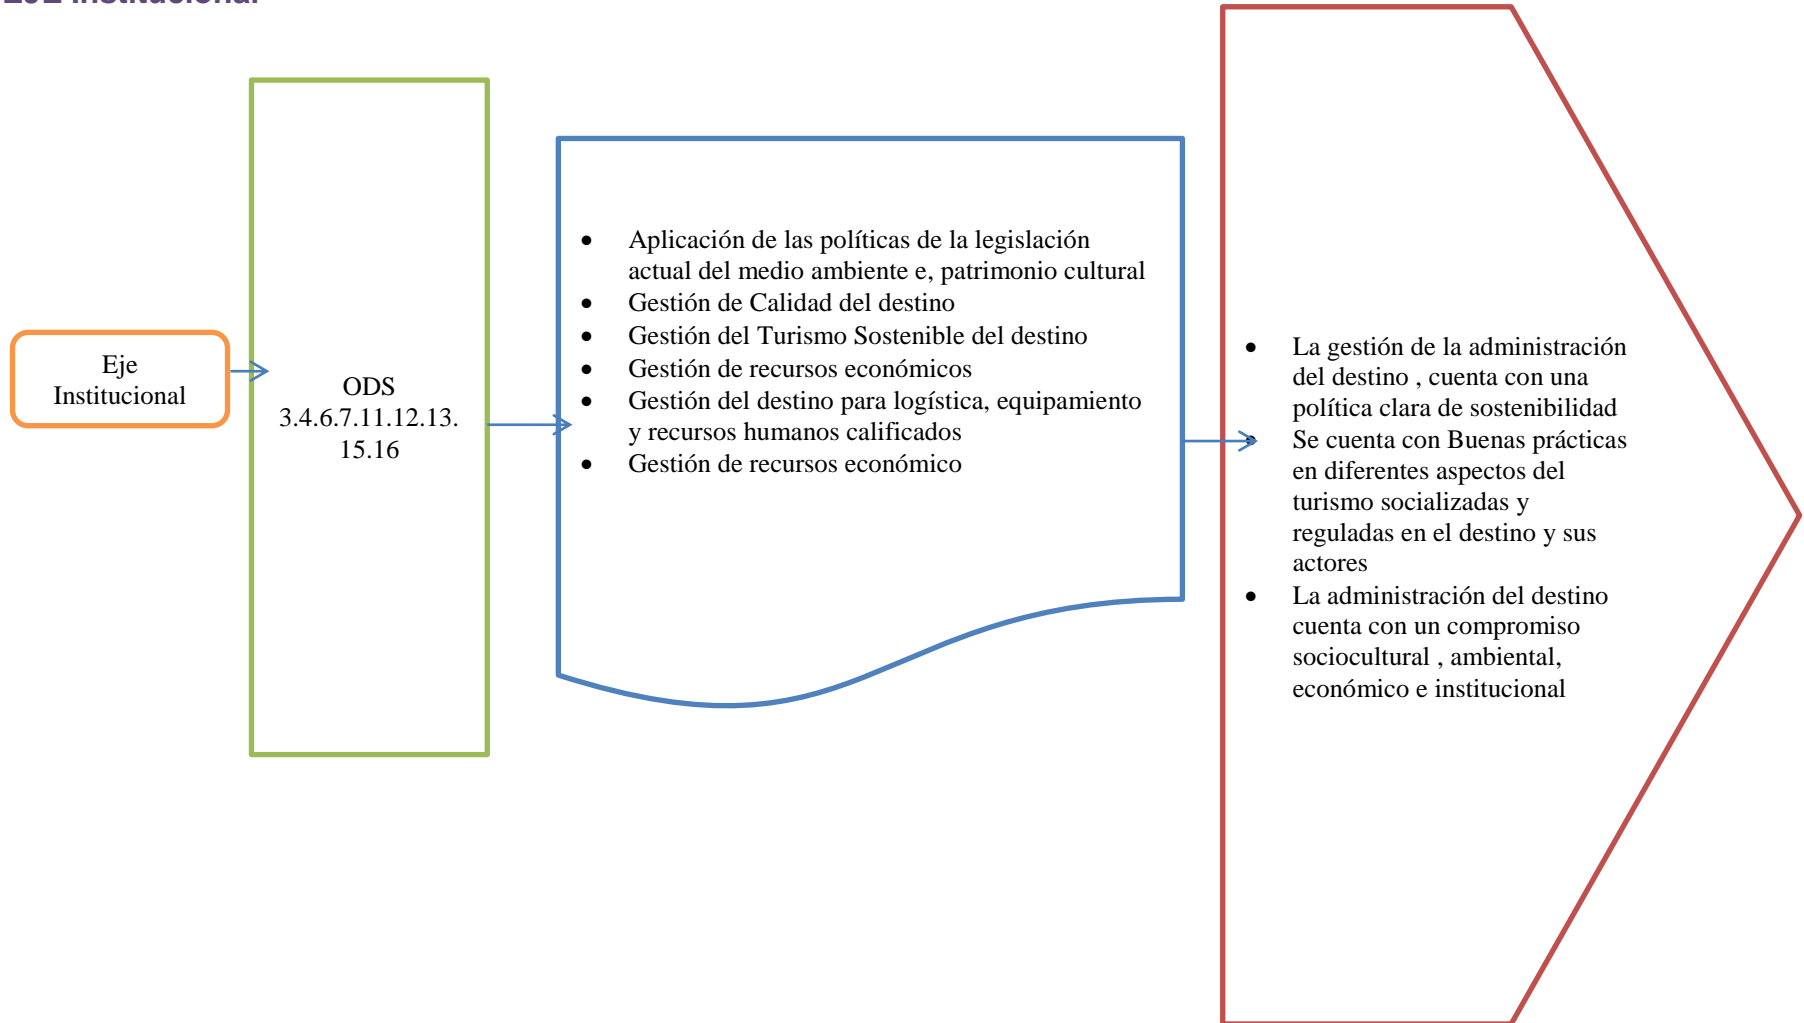 Eje
Institucional
ODS
3.4.6.7.11.12.13.
15.16
• Aplicación de las políticas de la legislación
actual del medio ambiente e, patrimonio cultural
• Gestión de Calidad del destino
• Gestión del Turismo Sostenible del destino
• Gestión de recursos económicos
• Gestión del destino para logística, equipamiento
y recursos humanos calificados
• Gestión de recursos económico
• La gestión de la administración
del destino , cuenta con una
política clara de sostenibilidad
• Se cuenta con Buenas prácticas
en diferentes aspectos del
turismo socializadas y
reguladas en el destino y sus
actores
• La administración del destino
cuenta con un compromiso
sociocultural , ambiental,
económico e institucional